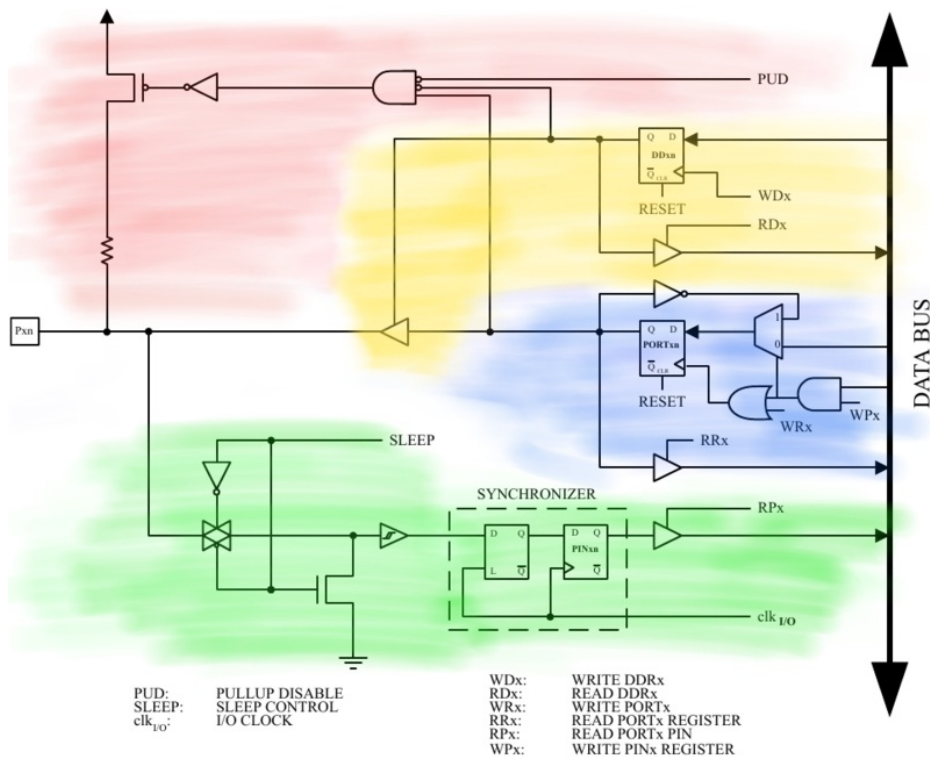 PUD
Q D
DDxn
Q CLR
WDx
RESET
RDx
1
Pxn
Q D
PORTxn
0
Q CLR
RESET
WRx
WPx
DATA BUS
SLEEP
RRx
SYNCHRONIZER
RPx
D Q
D Q
PINxn
L Q
Q
clk I/O
PUD: PULLUP DISABLE
SLEEP: SLEEP CONTROL
clk I/O: I/O CLOCK
WDx: WRITE DDRx
RDx: READ DDRx
WRx: WRITE PORTx
RRx: READ PORTx REGISTER
RPx: READ PORTx PIN
WPx: WRITE PINx REGISTER